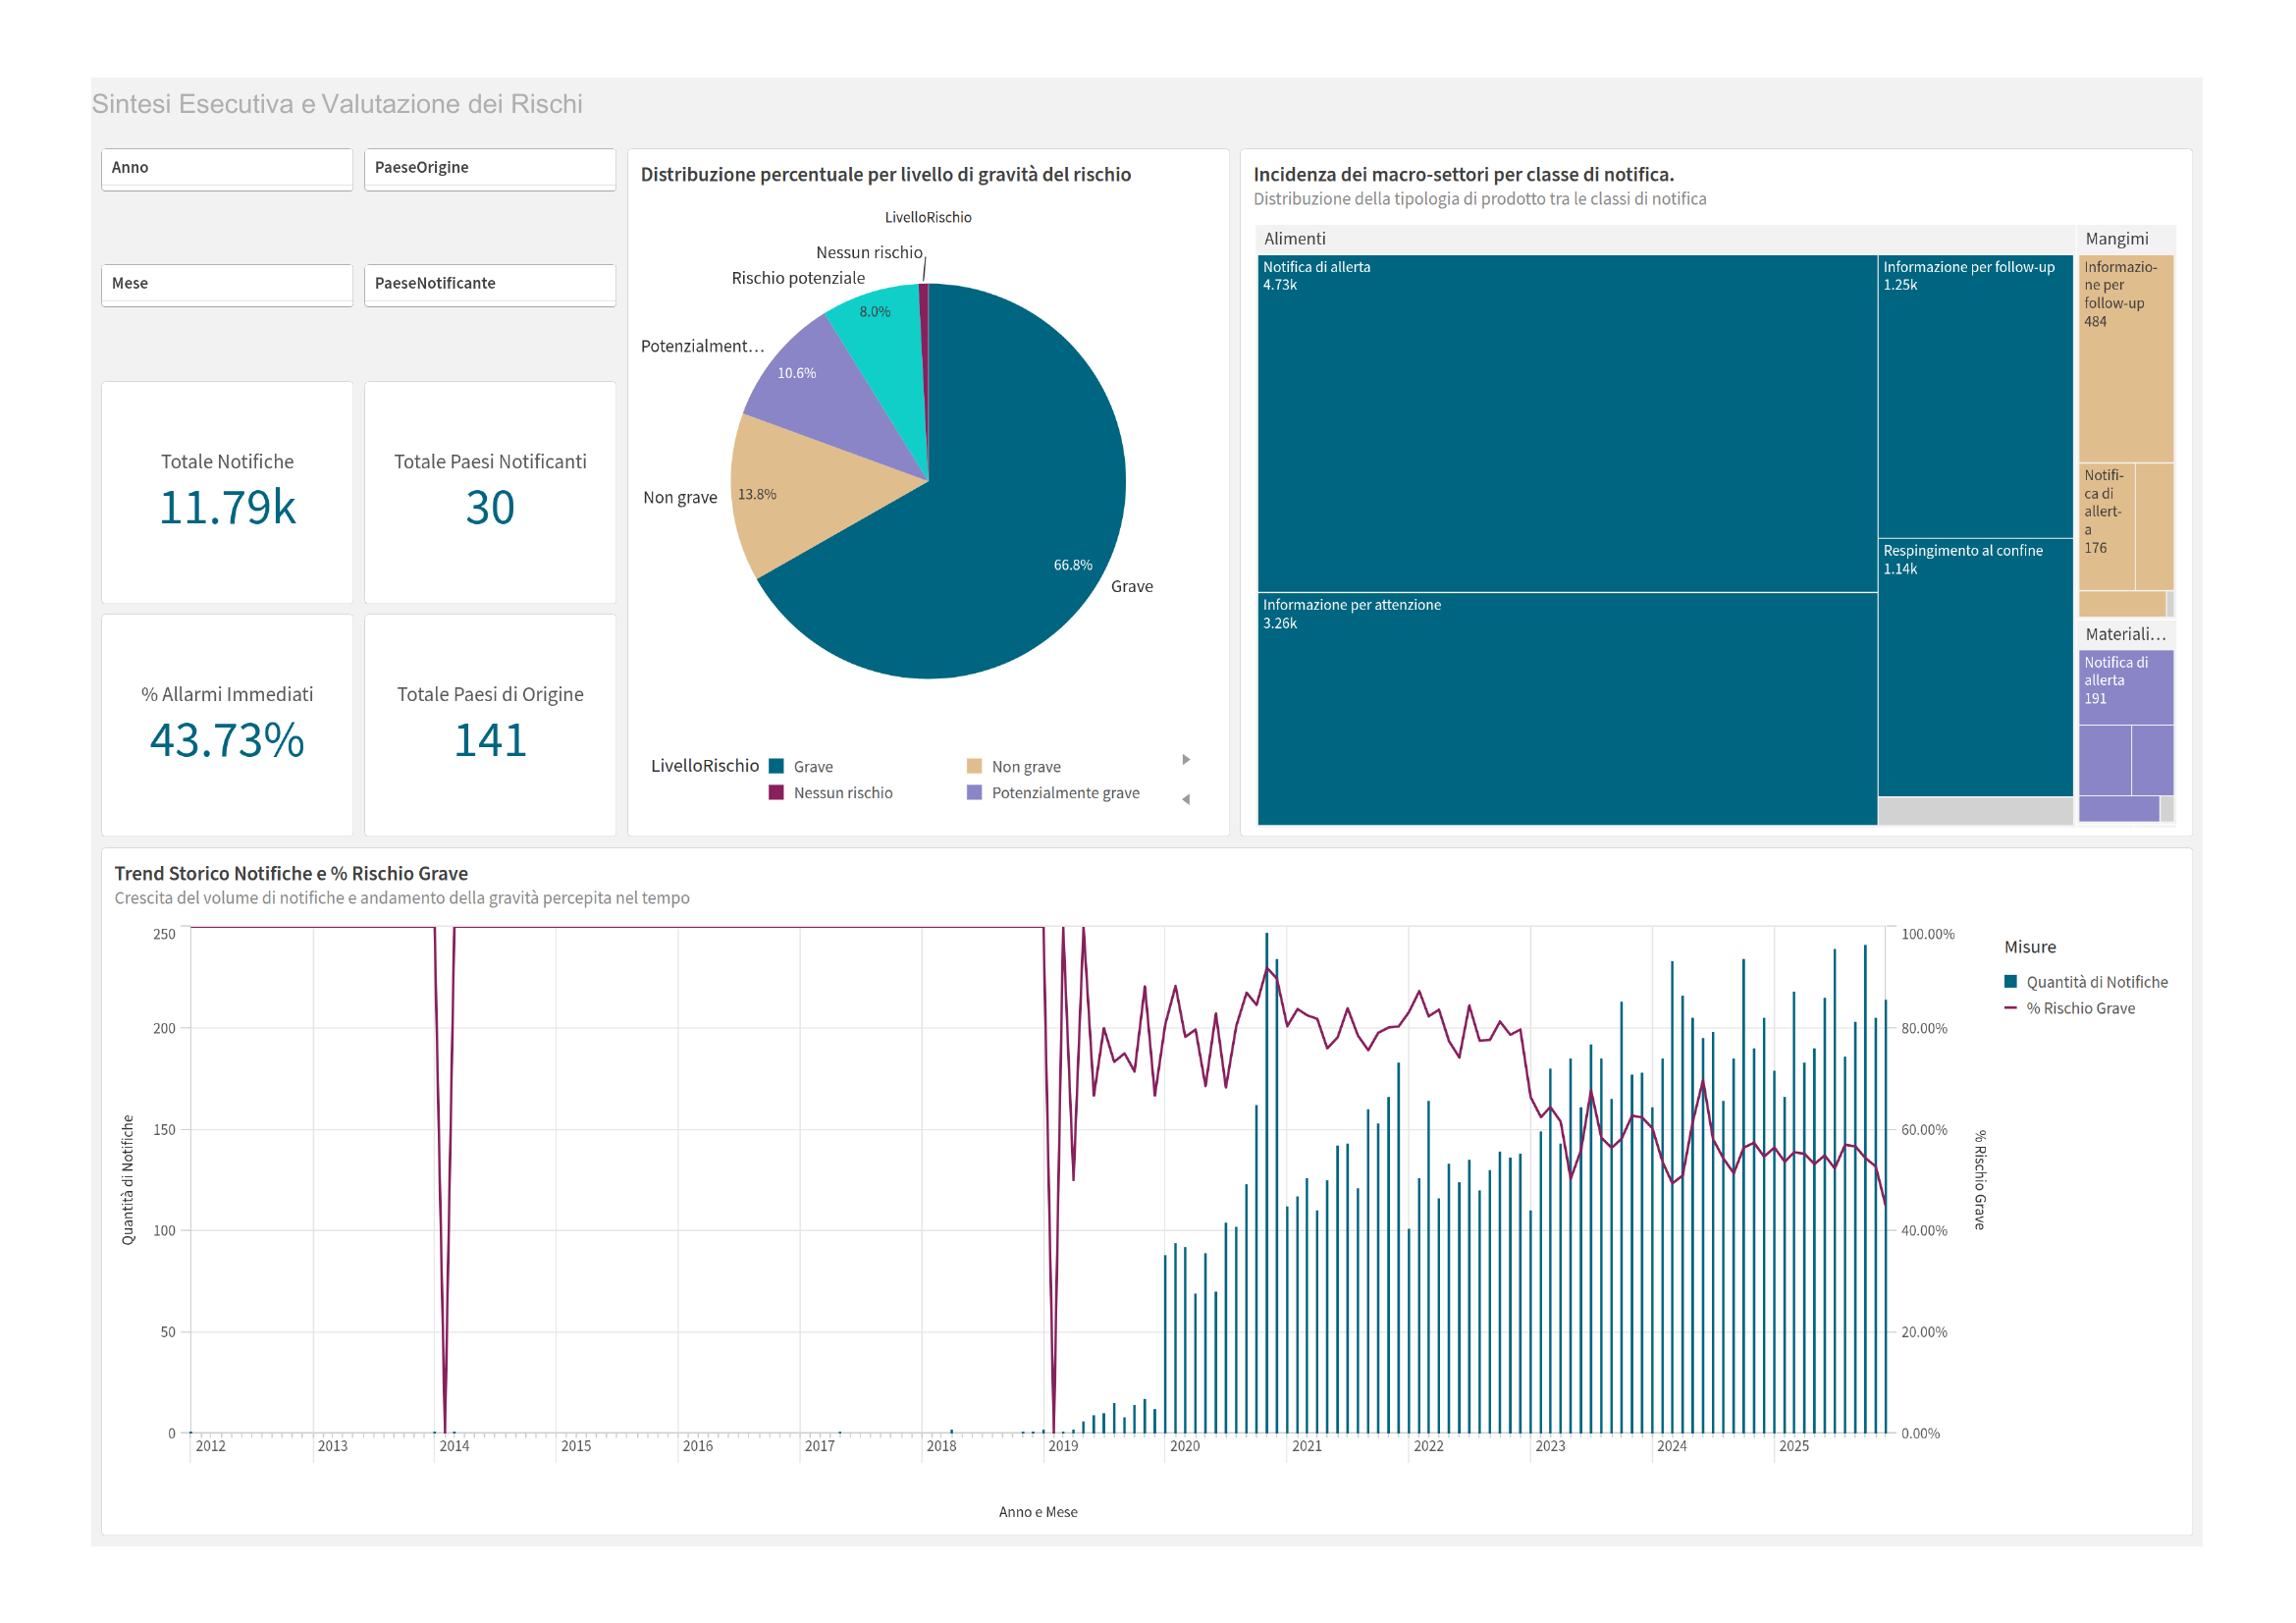 Sintesi Esecutiva e Valutazione dei Rischi
Anno
PaeseOrigine
Mese
PaeseNotificante
Totale Notifiche
11.79k
Totale Paesi Notificanti
30
% Allarmi Immediati
43.73%
Totale Paesi di Origine
141
Distribuzione percentuale per livello di gravità del rischio
LivelloRischio
Nessun rischio
Rischio potenziale
8.0%
Potenzialment…
10.6%
Non grave
13.8%
66.8%
Grave
LivelloRischio
Grave
Non grave
Nessun rischio
Potenzialmente grave
Incidenza dei macro-settori per classe di notifica.
Distribuzione della tipologia di prodotto tra le classi di notifica
Alimenti
Notifica di allerta
4.73k
Informazione per attenzione
3.26k
Informazione per follow-up
1.25k
Respingimento al confine
1.14k
Mangimi
Informazio-
ne per
follow-up
484
Notifi-
ca di
allert-
a
176
Materiali…
Notifica di
allerta
191
Trend Storico Notifiche e % Rischio Grave
Crescita del volume di notifiche e andamento della gravità percepita nel tempo
Quantità di Notifiche
250
200
150
100
50
0
2012
2013
2014
2015
2016
2017
2018
2019
2020
2021
2022
2023
2024
2025
Anno e Mese
100.00%
80.00%
60.00%
40.00%
20.00%
0.00%
% Rischio Grave
Misure
Quantità di Notifiche
% Rischio Grave